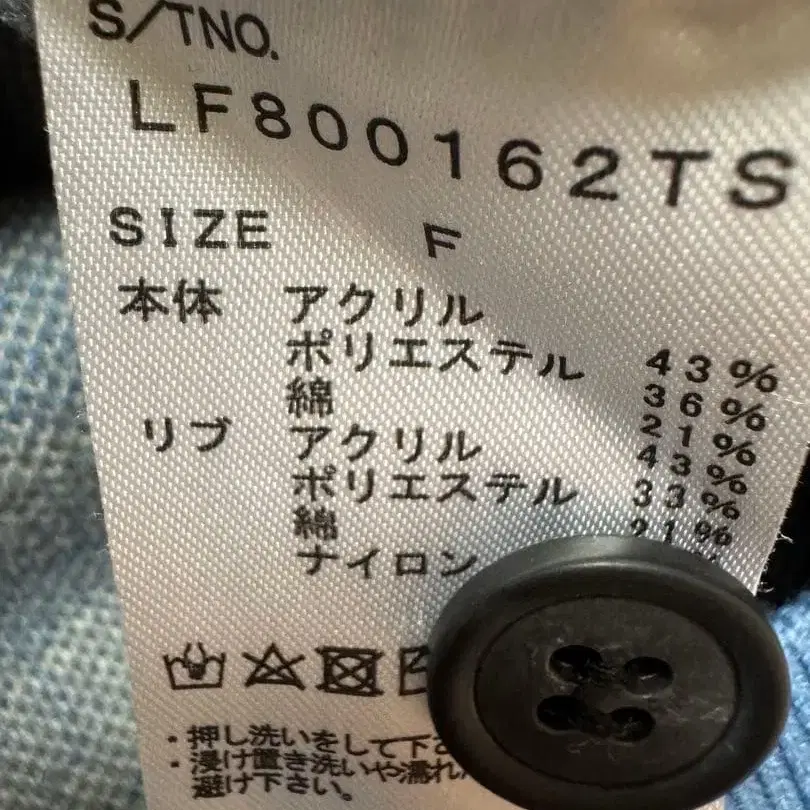 S/TNO.
LF800162TS
SIZE F
本体 アクリル 43%
ポリエステル 36%
綿 21%
リブ アクリル 43%
ポリエステル 33%
綿 21%
ナイロン %
・押し洗いをして下さ
・浸け置き洗いや濡れ
避け下さい。